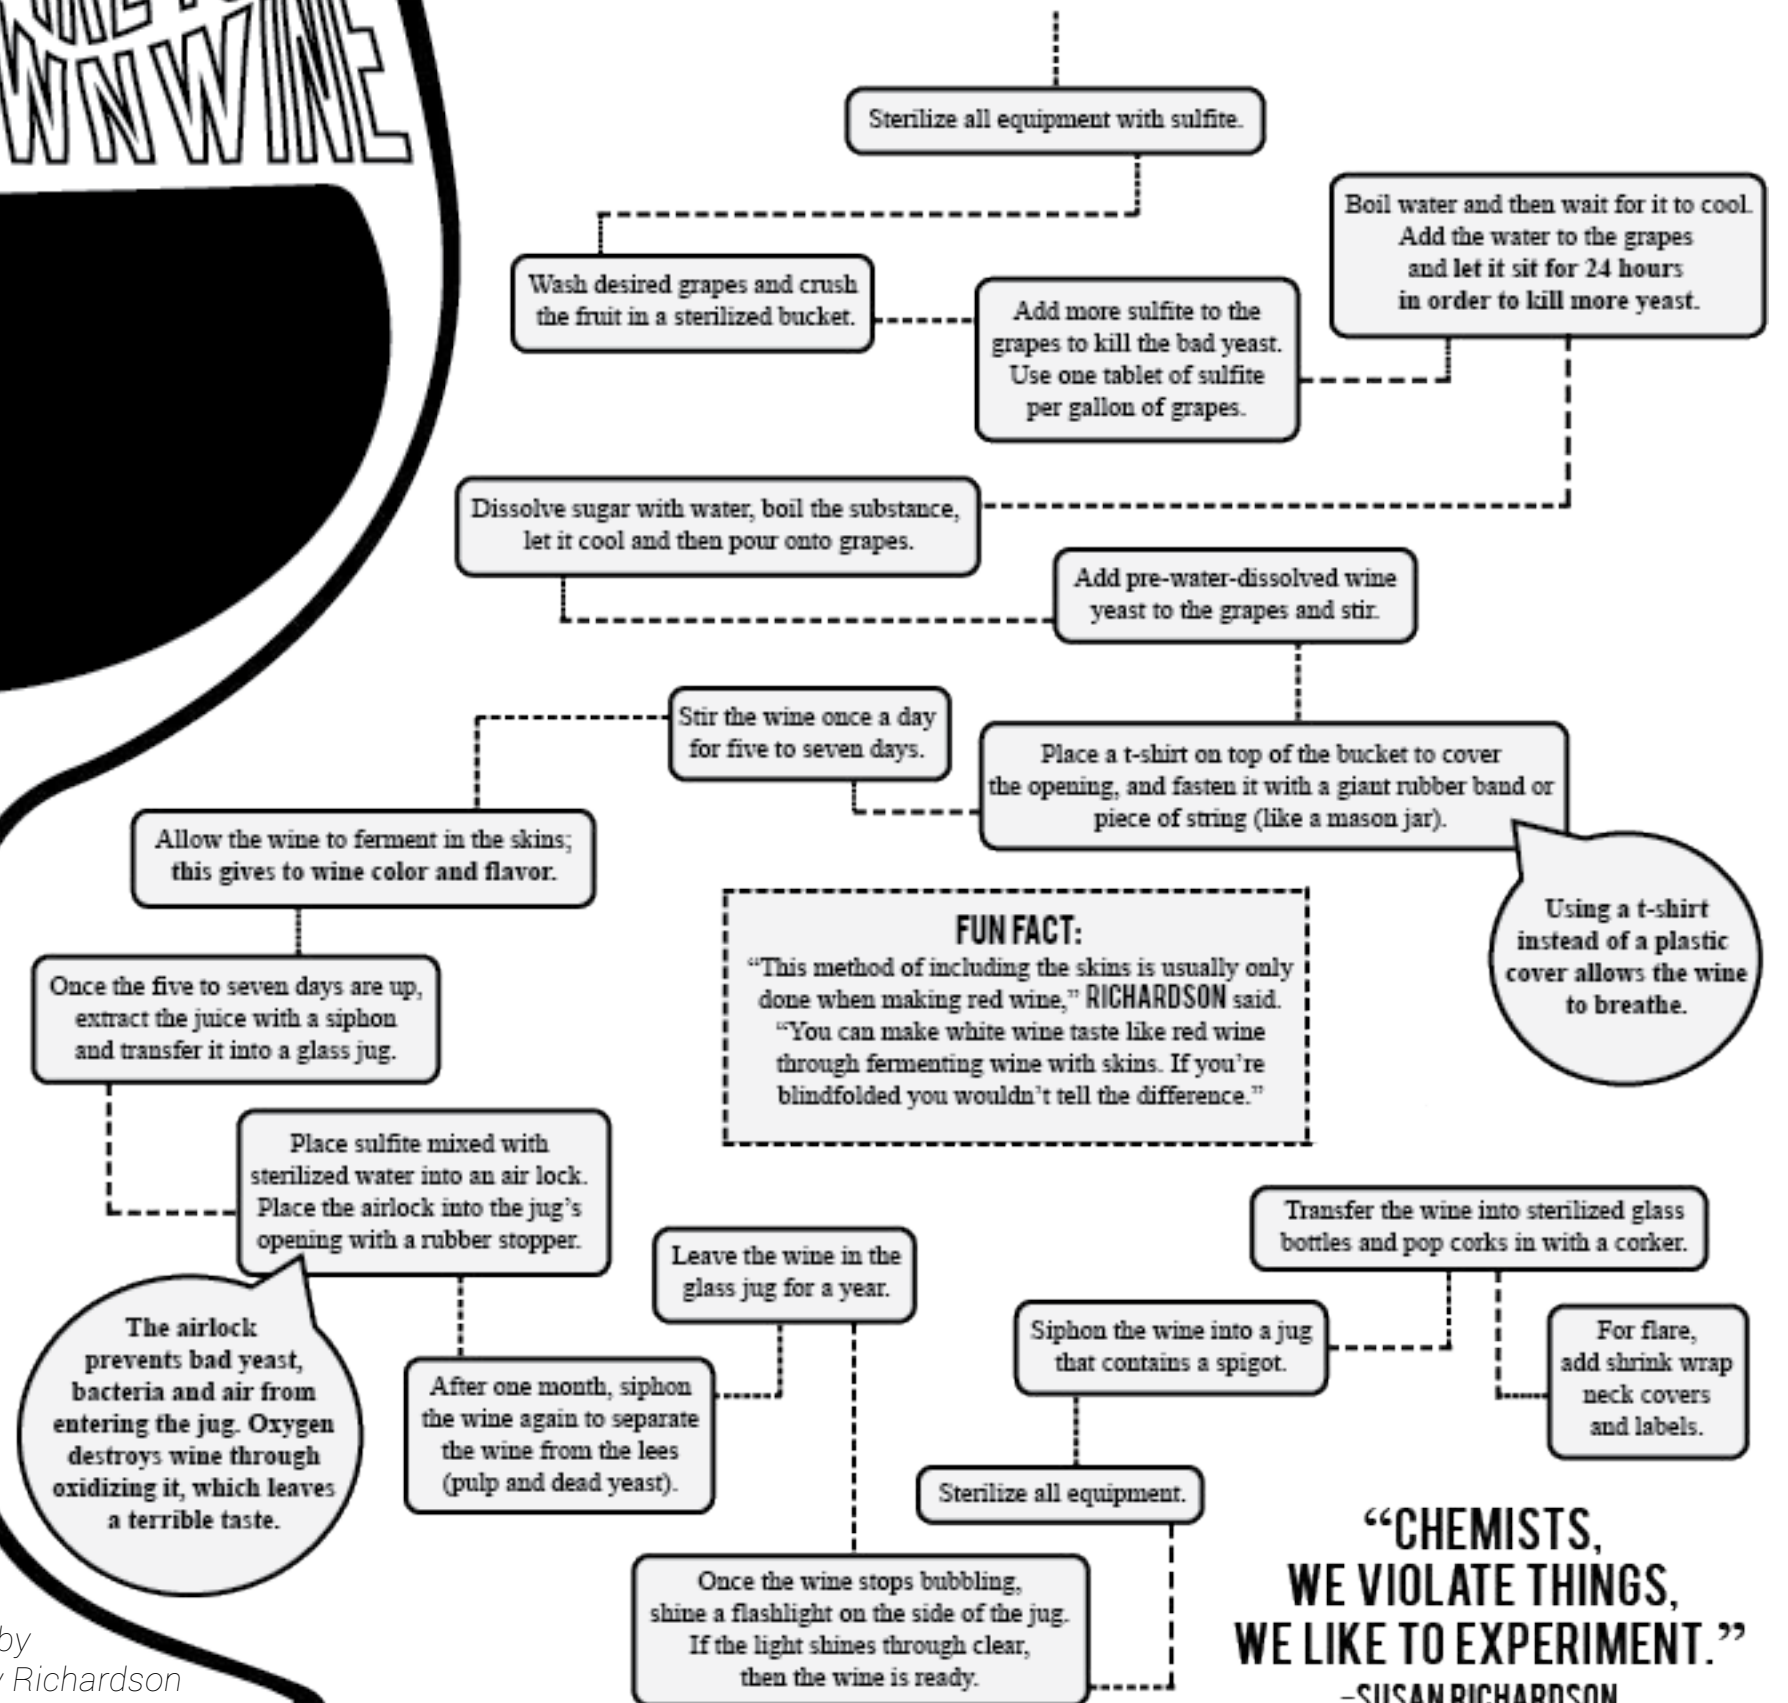 WN WINE
Sterilize all equipment with sulfite.
Wash desired grapes and crush
the fruit in a sterilized bucket.
Add more sulfite to the
grapes to kill the bad yeast.
Use one tablet of sulfite
per gallon of grapes.
Boil water and then wait for it to cool.
Add the water to the grapes
and let it sit for 24 hours
in order to kill more yeast.
Dissolve sugar with water, boil the substance,
let it cool and then pour onto grapes.
Add pre-water-dissolved wine
yeast to the grapes and stir.
Place a t-shirt on top of the bucket to cover
the opening, and fasten it with a giant rubber band or
piece of string (like a mason jar).
Using a t-shirt
instead of a plastic
cover allows the wine
to breathe.
Stir the wine once a day
for five to seven days.
Allow the wine to ferment in the skins;
this gives to wine color and flavor.
FUN FACT:
“This method of including the skins is usually only
done when making red wine,” RICHARDSON said.
“You can make white wine taste like red wine
through fermenting wine with skins. If you’re
blindfolded you wouldn’t tell the difference.”
Once the five to seven days are up,
extract the juice with a siphon
and transfer it into a glass jug.
Place sulfite mixed with
sterilized water into an air lock.
Place the airlock into the jug’s
opening with a rubber stopper.
The airlock
prevents bad yeast,
bacteria and air from
entering the jug. Oxygen
destroys wine through
oxidizing it, which leaves
a terrible taste.
After one month, siphon
the wine again to separate
the wine from the lees
(pulp and dead yeast).
Leave the wine in the
glass jug for a year.
Once the wine stops bubbling,
shine a flashlight on the side of the jug.
If the light shines through clear,
then the wine is ready.
Sterilize all equipment.
Siphon the wine into a jug
that contains a spigot.
Transfer the wine into sterilized glass
bottles and pop corks in with a corker.
For flare,
add shrink wrap
neck covers
and labels.
“CHEMISTS,
WE VIOLATE THINGS,
WE LIKE TO EXPERIMENT.”
–SUSAN RICHARDSON
by
Richardson